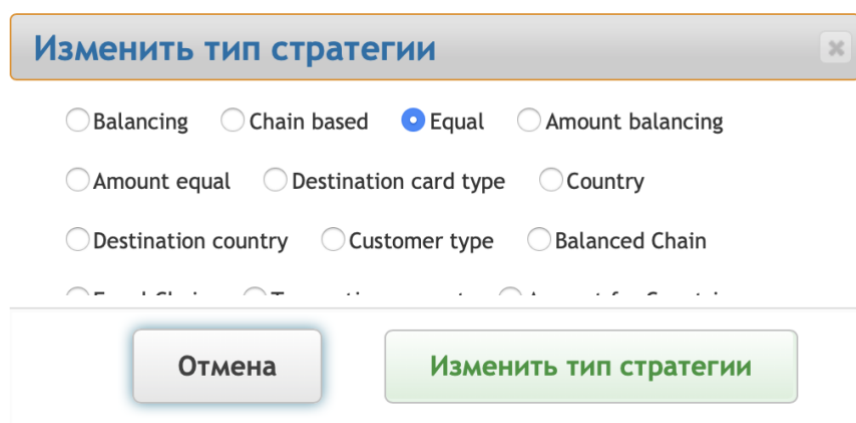 Изменить тип стратегии
Balancing Chain based Equal Amount balancing
Amount equal Destination card type Country
Destination country Customer type Balanced Chain
Отмена Изменить тип стратегии